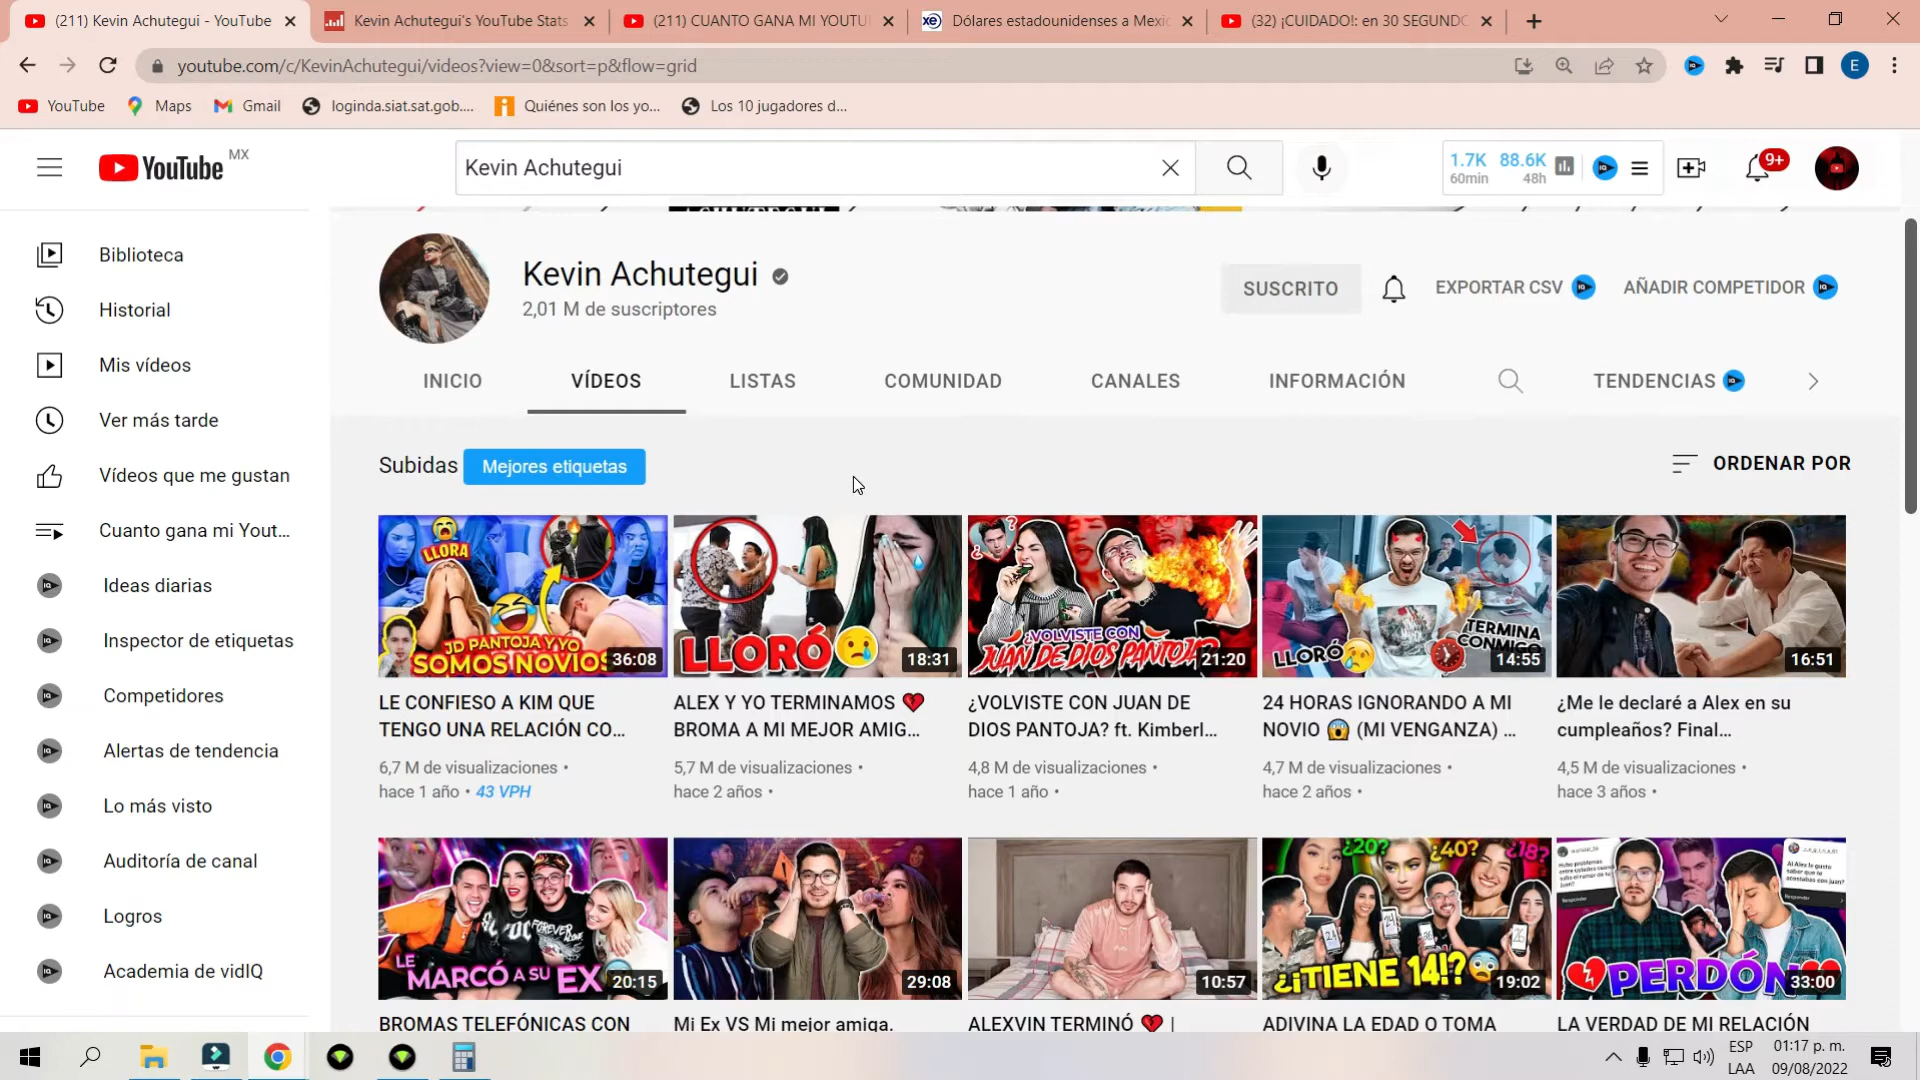 (211) Kevin Achutegui - YouTube
Kevin Achutegui's YouTube Stats
(211) CUANTO GANA MI YOUTU
Dólares estadounidenses a Mexic
(32) ¡CUIDADO!: en 30 SEGUNDO
youtube.com/c/KevinAchutegui/videos?view=0&sort=p&flow=grid
E
YouTube
Maps
Gmail
loginda.siat.sat.gob....
Quiénes son los yo...
Los 10 jugadores d...
YouTube MX
Kevin Achutegui
1.7K 88.6K
60min 48h
9+
Biblioteca
Historial
Mis vídeos
Ver más tarde
Vídeos que me gustan
Cuanto gana mi Yout...
Ideas diarias
Inspector de etiquetas
Competidores
Alertas de tendencia
Lo más visto
Auditoría de canal
Logros
Academia de vidIQ
Kevin Achutegui
2,01 M de suscriptores
SUSCRITO
EXPORTAR CSV
AÑADIR COMPETIDOR
INICIO
VÍDEOS
LISTAS
COMUNIDAD
CANALES
INFORMACIÓN
TENDENCIAS
Subidas
Mejores etiquetas
ORDENAR POR
LLORA
JD PANTOJA Y YO
SOMOS NOVIOS
36:08
LE CONFIESO A KIM QUE
TENGO UNA RELACIÓN CO...
6,7 M de visualizaciones •
hace 1 año • 43 VPH
LLORÓ
18:31
ALEX Y YO TERMINAMOS 💔
BROMA A MI MEJOR AMIG...
5,7 M de visualizaciones •
hace 2 años •
¿VOLVISTE CON
JUAN DE DIOS PANTOJA?
21:20
¿VOLVISTE CON JUAN DE
DIOS PANTOJA? ft. Kimberl...
4,8 M de visualizaciones •
hace 1 año •
LLORÓ
TERMINA
CONMIGO
14:55
24 HORAS IGNORANDO A MI
NOVIO 😱 (MI VENGANZA) ...
4,7 M de visualizaciones •
hace 2 años •
16:51
¿Me le declaré a Alex en su
cumpleaños? Final...
4,5 M de visualizaciones •
hace 3 años •
LE
MARCÓ A SU EX
20:15
BROMAS TELEFÓNICAS CON
29:08
Mi Ex VS Mi mejor amiga.
10:57
ALEXVIN TERMINÓ 💔 |
¿20? ¿40? ¿18?
¿¡TIENE 14!?
19:02
ADIVINA LA EDAD O TOMA
PERDÓN
33:00
LA VERDAD DE MI RELACIÓN
ESP
LAA
01:17 p. m.
09/08/2022